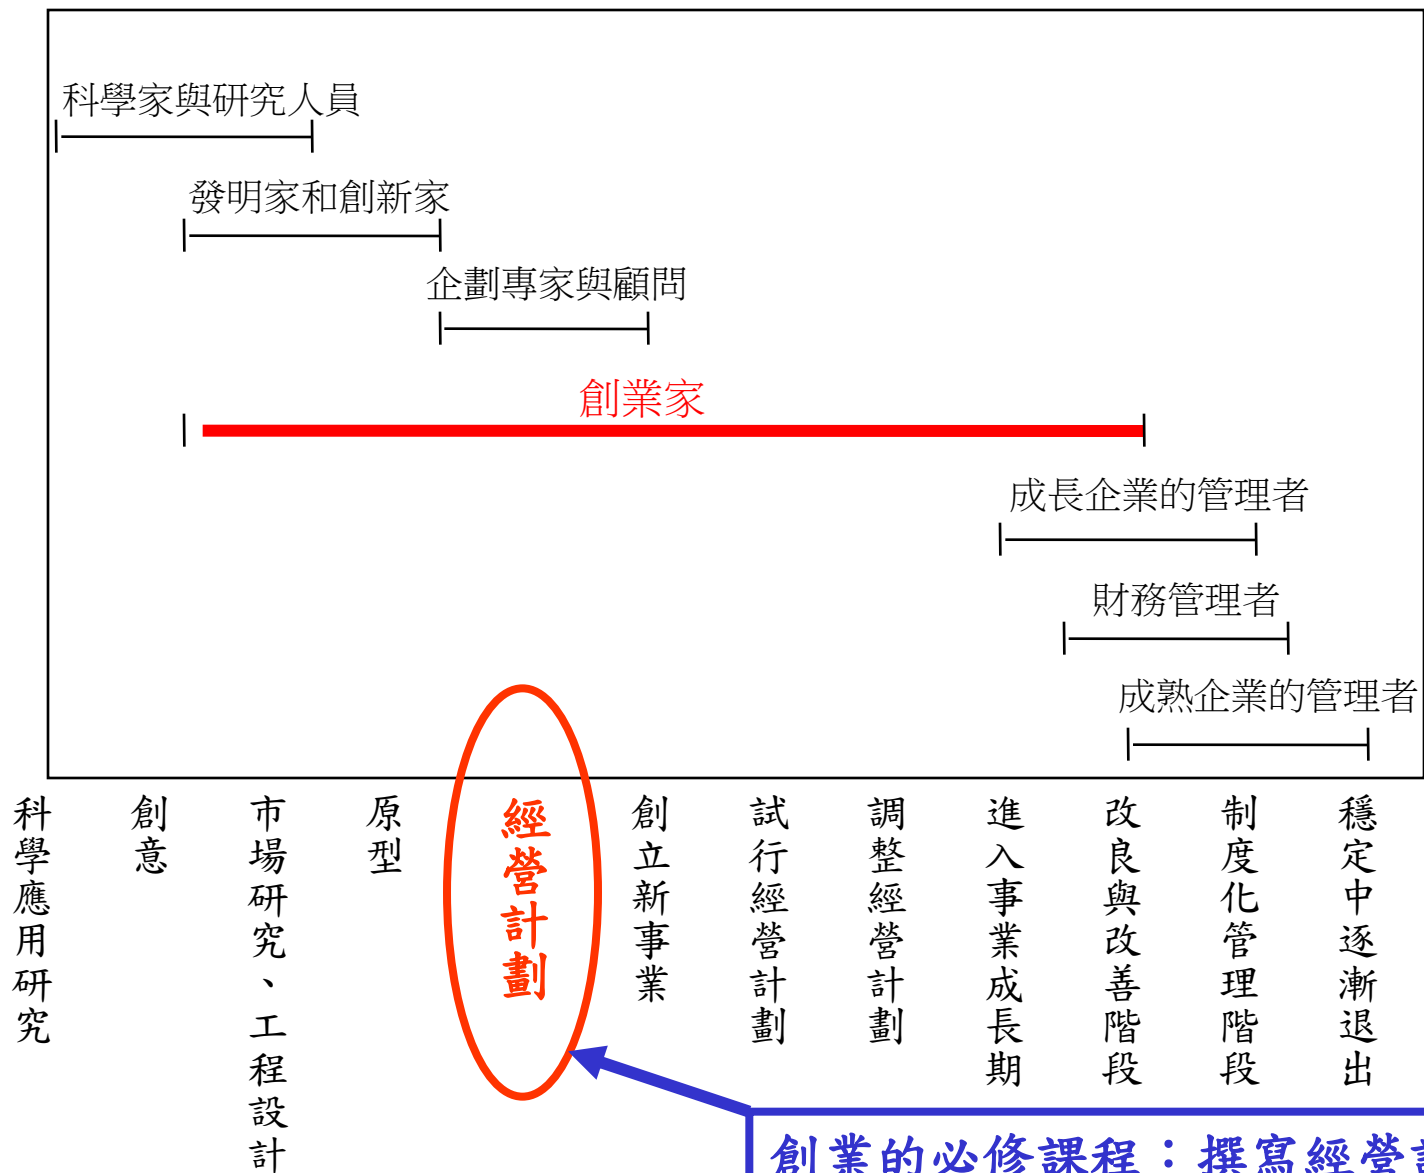 科學家與研究人員
發明家和創新家
企劃專家與顧問
創業家
成長企業的管理者
財務管理者
成熟企業的管理者
科學應用研究
創意
市場研究、工程設計
原型
經營計劃
創立新事業
試行經營計劃
調整經營計劃
進入事業成長期
改良與改善階段
制度化管理階段
穩定中逐漸退出
創業的必修課程：撰寫經營